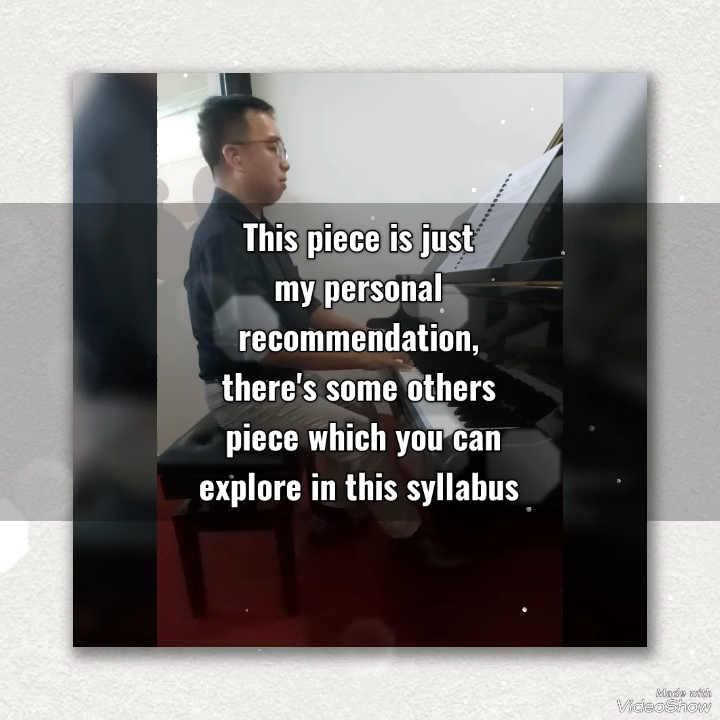 This piece is just
my personal
recommendation,
there's some others
piece which you can
explore in this syllabus
Made with
VideoShow